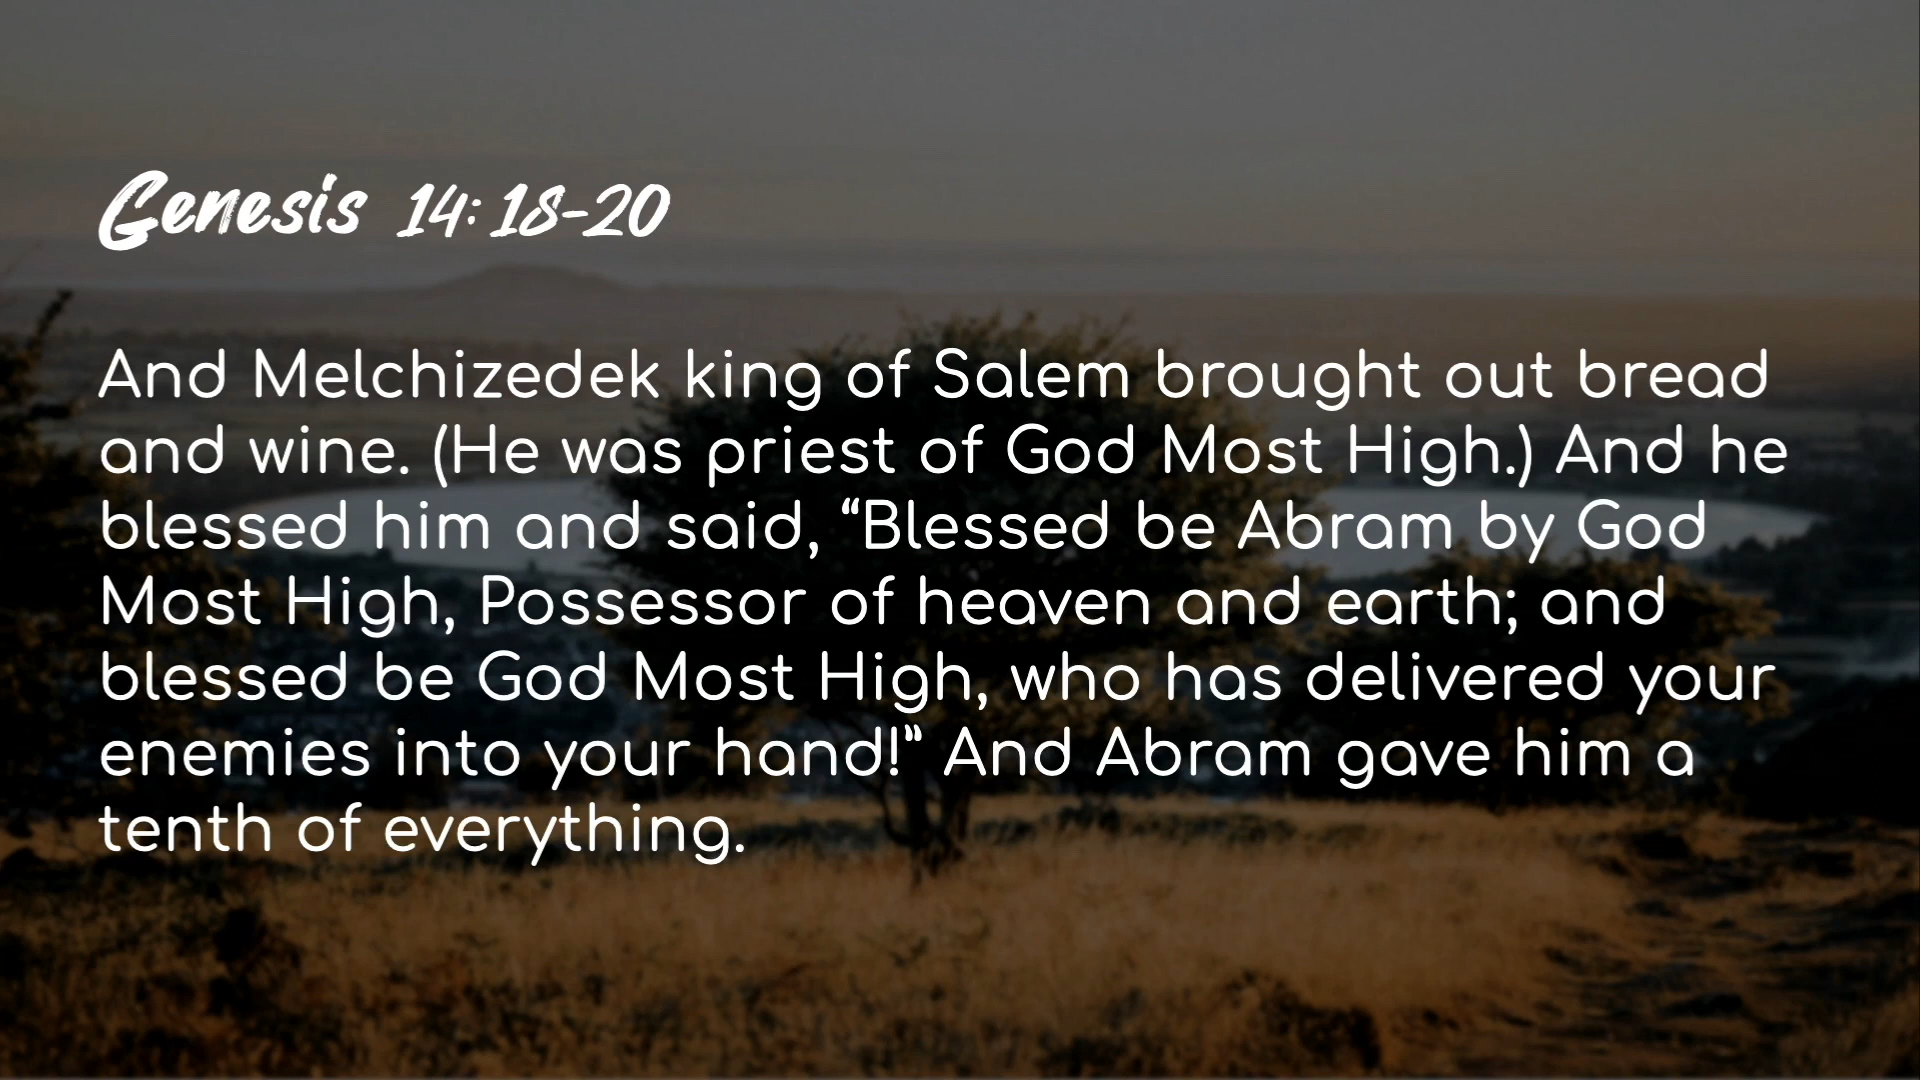 Genesis 14: 18-20
And Melchizedek king of Salem brought out bread
and wine. (He was priest of God Most High.) And he
blessed him and said, “Blessed be Abram by God
Most High, Possessor of heaven and earth; and
blessed be God Most High, who has delivered your
enemies into your hand!” And Abram gave him a
tenth of everything.